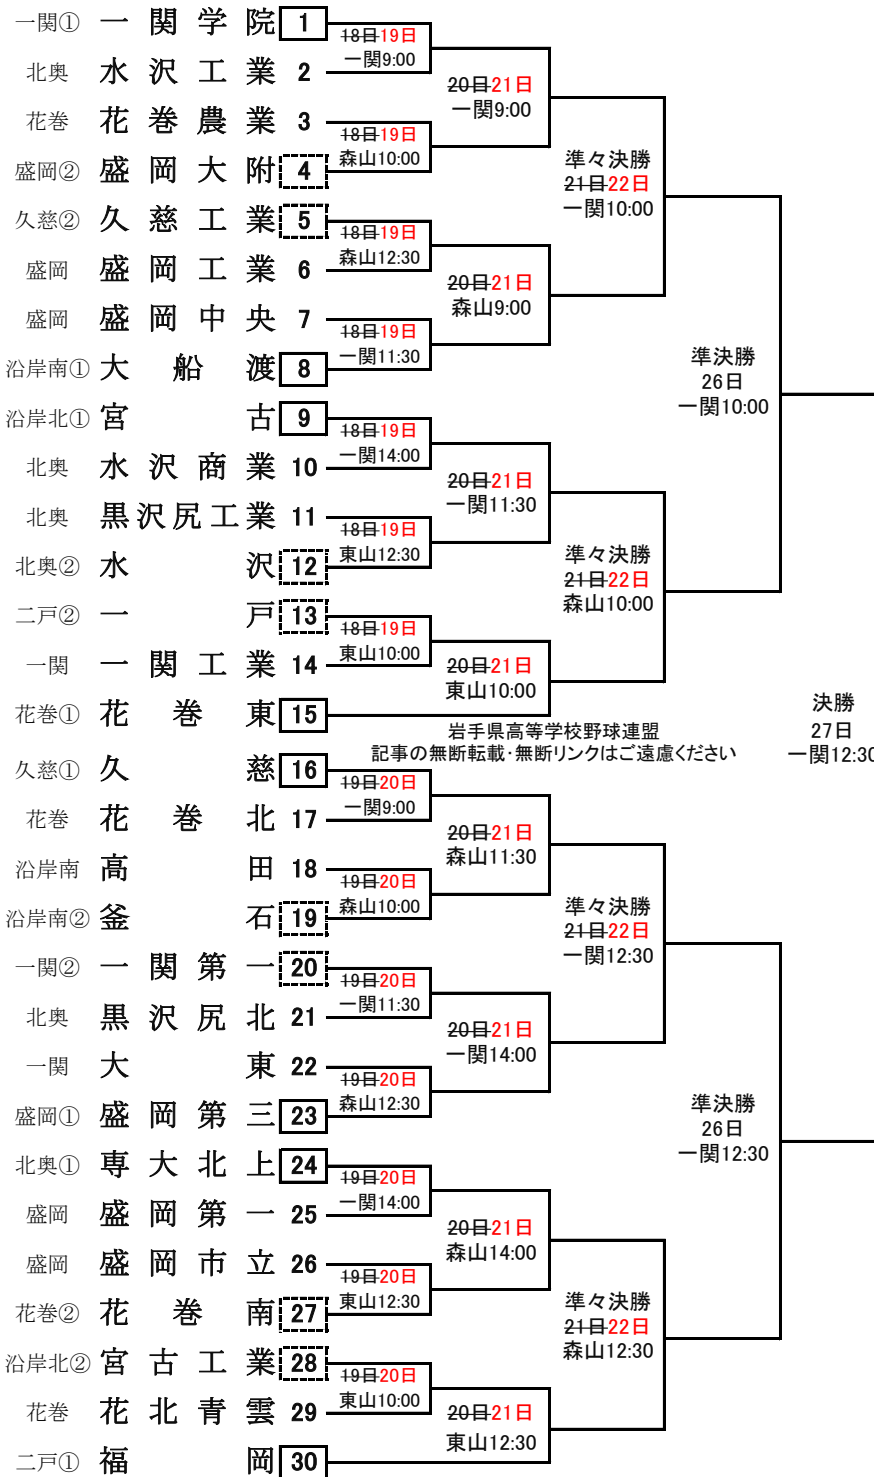 一関① 一関学院 1
18日19日
一関9:00
北奥 水沢工業 2
20日21日
一関9:00
花巻 花巻農業 3
18日19日
森山10:00
盛岡② 盛岡大附 4
準々決勝
21日22日
一関10:00
久慈② 久慈工業 5
18日19日
森山12:30
盛岡 盛岡工業 6
20日21日
森山9:00
盛岡 盛岡中央 7
18日19日
一関11:30
沿岸南① 大船渡 8
準決勝
26日
一関10:00
沿岸北① 宮古 9
18日19日
一関14:00
北奥 水沢商業 10
20日21日
一関11:30
北奥 黒沢尻工業 11
18日19日
東山12:30
北奥② 水沢 12
準々決勝
21日22日
森山10:00
二戸② 一戸 13
18日19日
東山10:00
一関 一関工業 14
20日21日
東山10:00
花巻① 花巻東 15
岩手県高等学校野球連盟
記事の無断転載・無断リンクはご遠慮ください
決勝
27日
一関12:30
久慈① 久慈 16
19日20日
一関9:00
花巻 花巻北 17
20日21日
森山11:30
沿岸南 高田 18
19日20日
森山10:00
沿岸南② 釜石 19
準々決勝
21日22日
一関12:30
一関② 一関第一 20
19日20日
一関11:30
北奥 黒沢尻北 21
20日21日
一関14:00
一関 大東 22
19日20日
森山12:30
盛岡① 盛岡第三 23
準決勝
26日
一関12:30
北奥① 専大北上 24
19日20日
一関14:00
盛岡 盛岡第一 25
20日21日
森山14:00
盛岡 盛岡市立 26
19日20日
東山12:30
花巻② 花巻南 27
準々決勝
21日22日
森山12:30
沿岸北② 宮古工業 28
19日20日
東山10:00
花巻 花北青雲 29
20日21日
東山12:30
二戸① 福岡 30